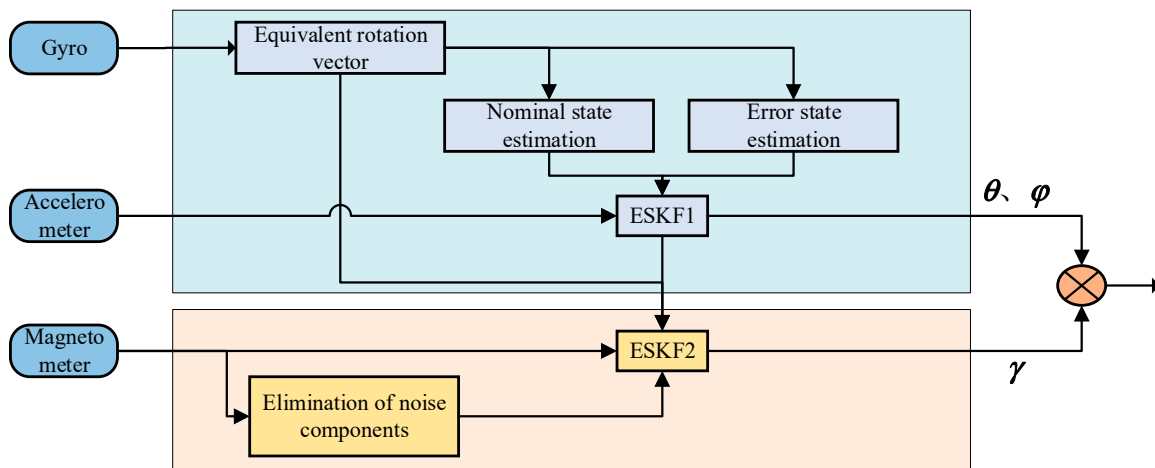 Gyro
Equivalent rotation
vector
Nominal state
estimation
Error state
estimation
Accelero
meter
ESKF1
θ、φ
Magneto
meter
ESKF2
γ
Elimination of noise
components